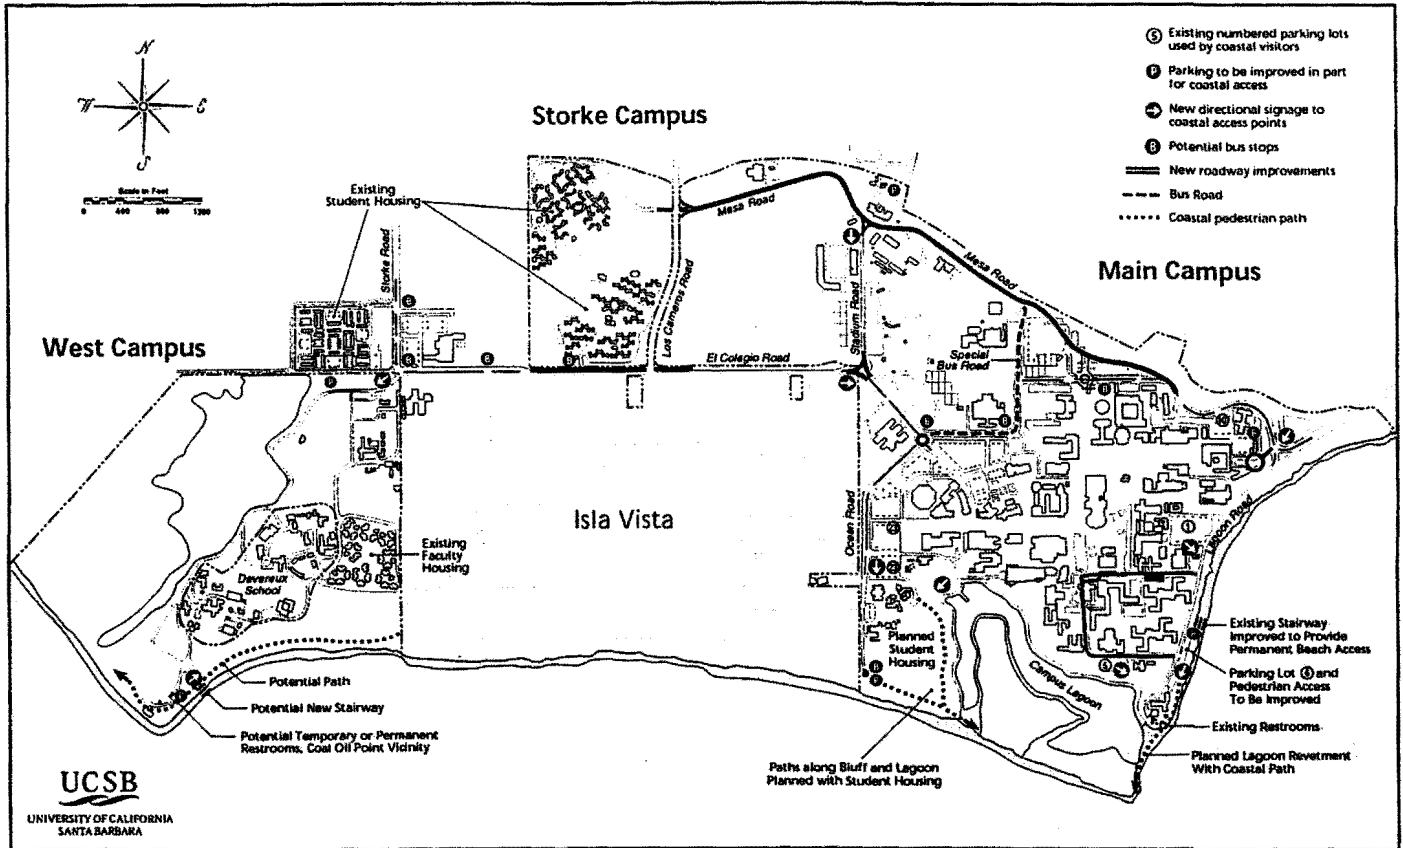 N
W
E
S
Scale in Feet
0 400 800 1200
Storke Campus
S Existing numbered parking lots
used by coastal visitors
P Parking to be improved in part
for coastal access
New directional signage to
coastal access points
B Potential bus stops
New roadway improvements
Bus Road
Coastal pedestrian path
Existing
Student Housing
Storke Road
Mesa Road
Los Carneros Road
Stadium Road
Mesa Road
Main Campus
West Campus
El Colegio Road
Special
Bus Road
Isla Vista
Ocean Road
Lagoon Road
Existing
Faculty
Housing
Devereux
School
Planned
Student
Housing
Campus Lagoon
Existing Stairway
Improved to Provide
Permanent Beach Access
Parking Lot 6 and
Pedestrian Access
To Be Improved
Existing Restrooms
Planned Lagoon Revetment
With Coastal Path
Potential Path
Potential New Stairway
Potential Temporary or Permanent
Restrooms, Coal Oil Point Vicinity
Paths along Bluff and Lagoon
Planned with Student Housing
UCSB
UNIVERSITY OF CALIFORNIA
SANTA BARBARA